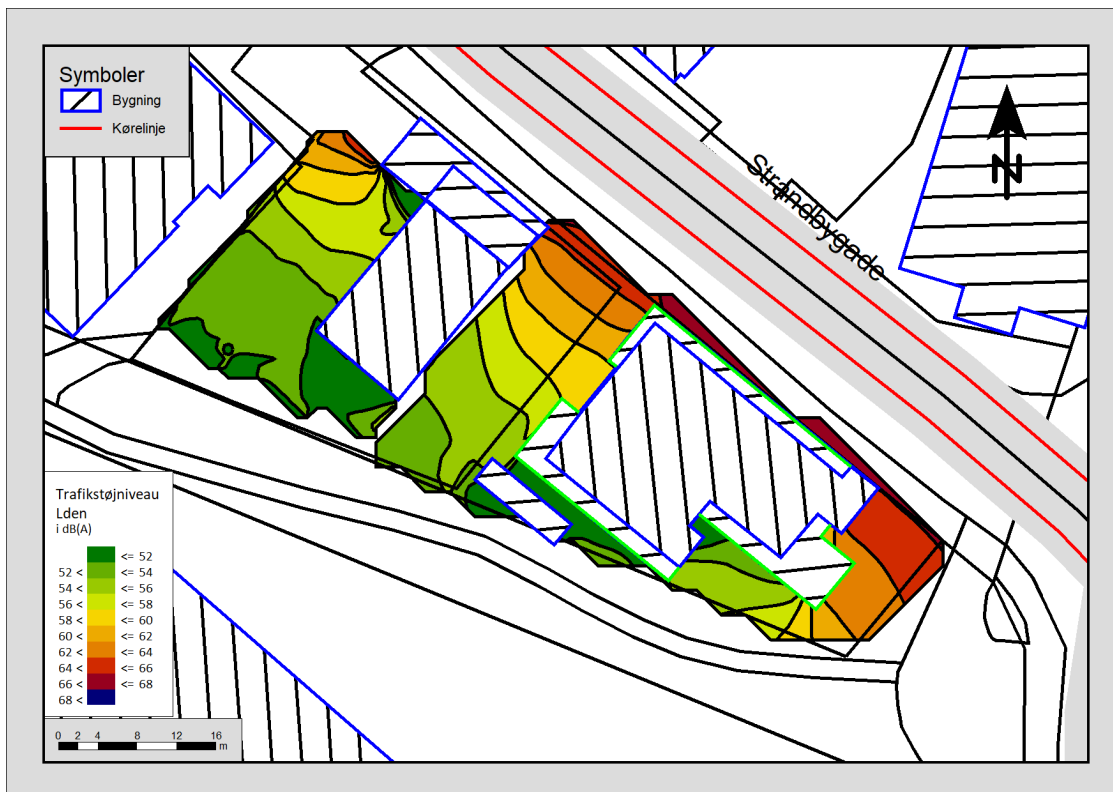 Symboler
Bygning
Kørelinje
Strandbygade
N
Trafikstøjniveau
Lden
i dB(A)
<= 52
52 < <= 54
54 < <= 56
56 < <= 58
58 < <= 60
60 < <= 62
62 < <= 64
64 < <= 66
66 < <= 68
68 <
0 2 4 8 12 16
m